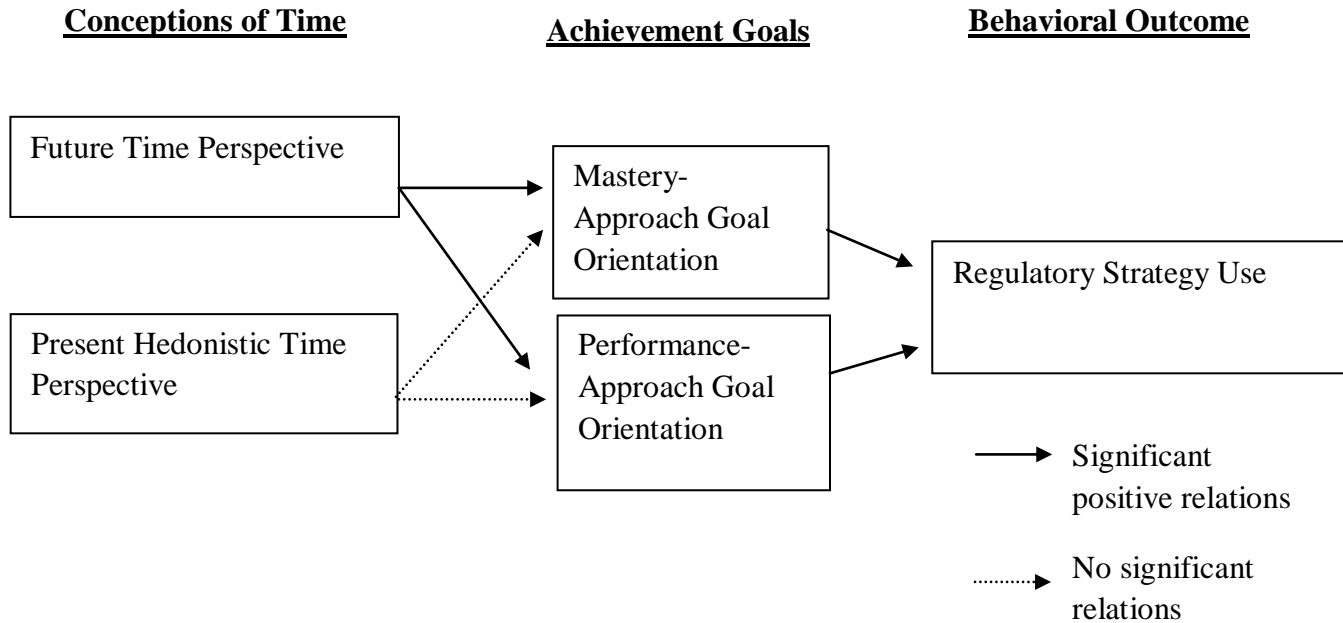 Conceptions of Time
Achievement Goals
Behavioral Outcome
Future Time Perspective
Present Hedonistic Time
Perspective
Mastery-
Approach Goal
Orientation
Performance-
Approach Goal
Orientation
Regulatory Strategy Use
Significant
positive relations
No significant
relations